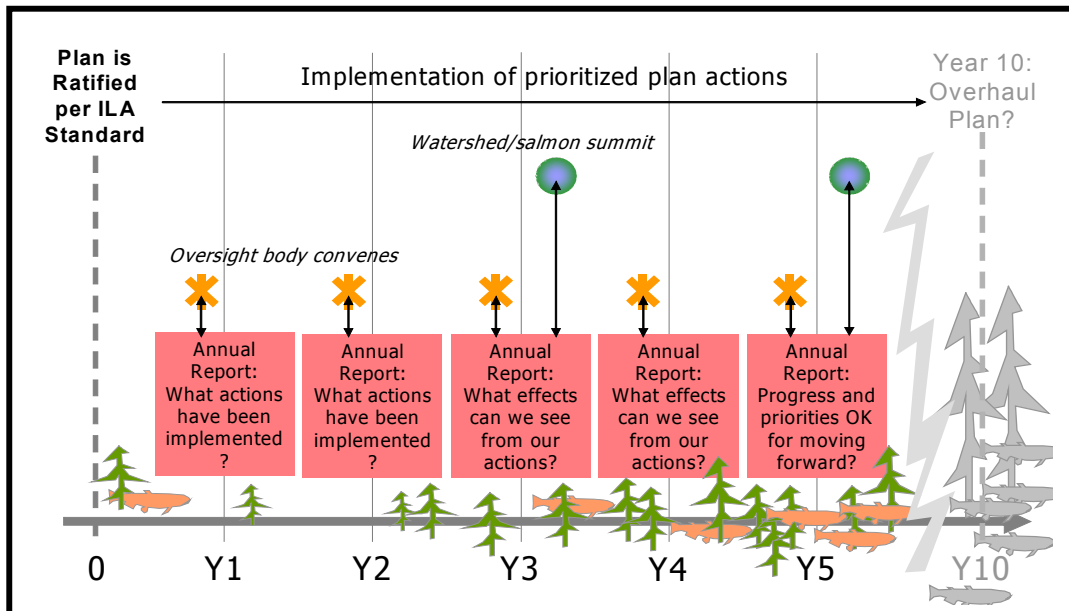 Plan is
Ratified
per ILA
Standard
Implementation of prioritized plan actions
Year 10:
Overhaul
Plan?
Watershed/salmon summit
Oversight body convenes
Annual
Report:
What actions
have been
implemented
?
Annual
Report:
What actions
have been
implemented
?
Annual
Report:
What effects
can we see
from our
actions?
Annual
Report:
What effects
can we see
from our
actions?
Annual
Report:
Progress and
priorities OK
for moving
forward?
0
Y1
Y2
Y3
Y4
Y5
Y10